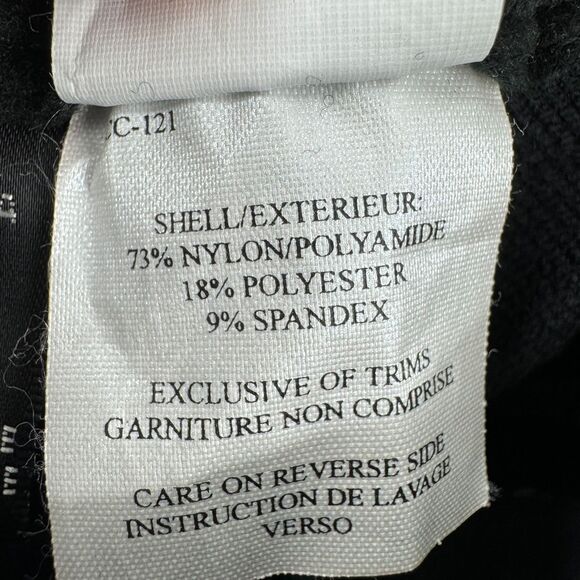 CC-121
SHELL/EXTERIEUR:
73% NYLON/POLYAMIDE
18% POLYESTER
9% SPANDEX
EXCLUSIVE OF TRIMS
GARNITURE NON COMPRISE
CARE ON REVERSE SIDE
INSTRUCTION DE LAVAGE
VERSO